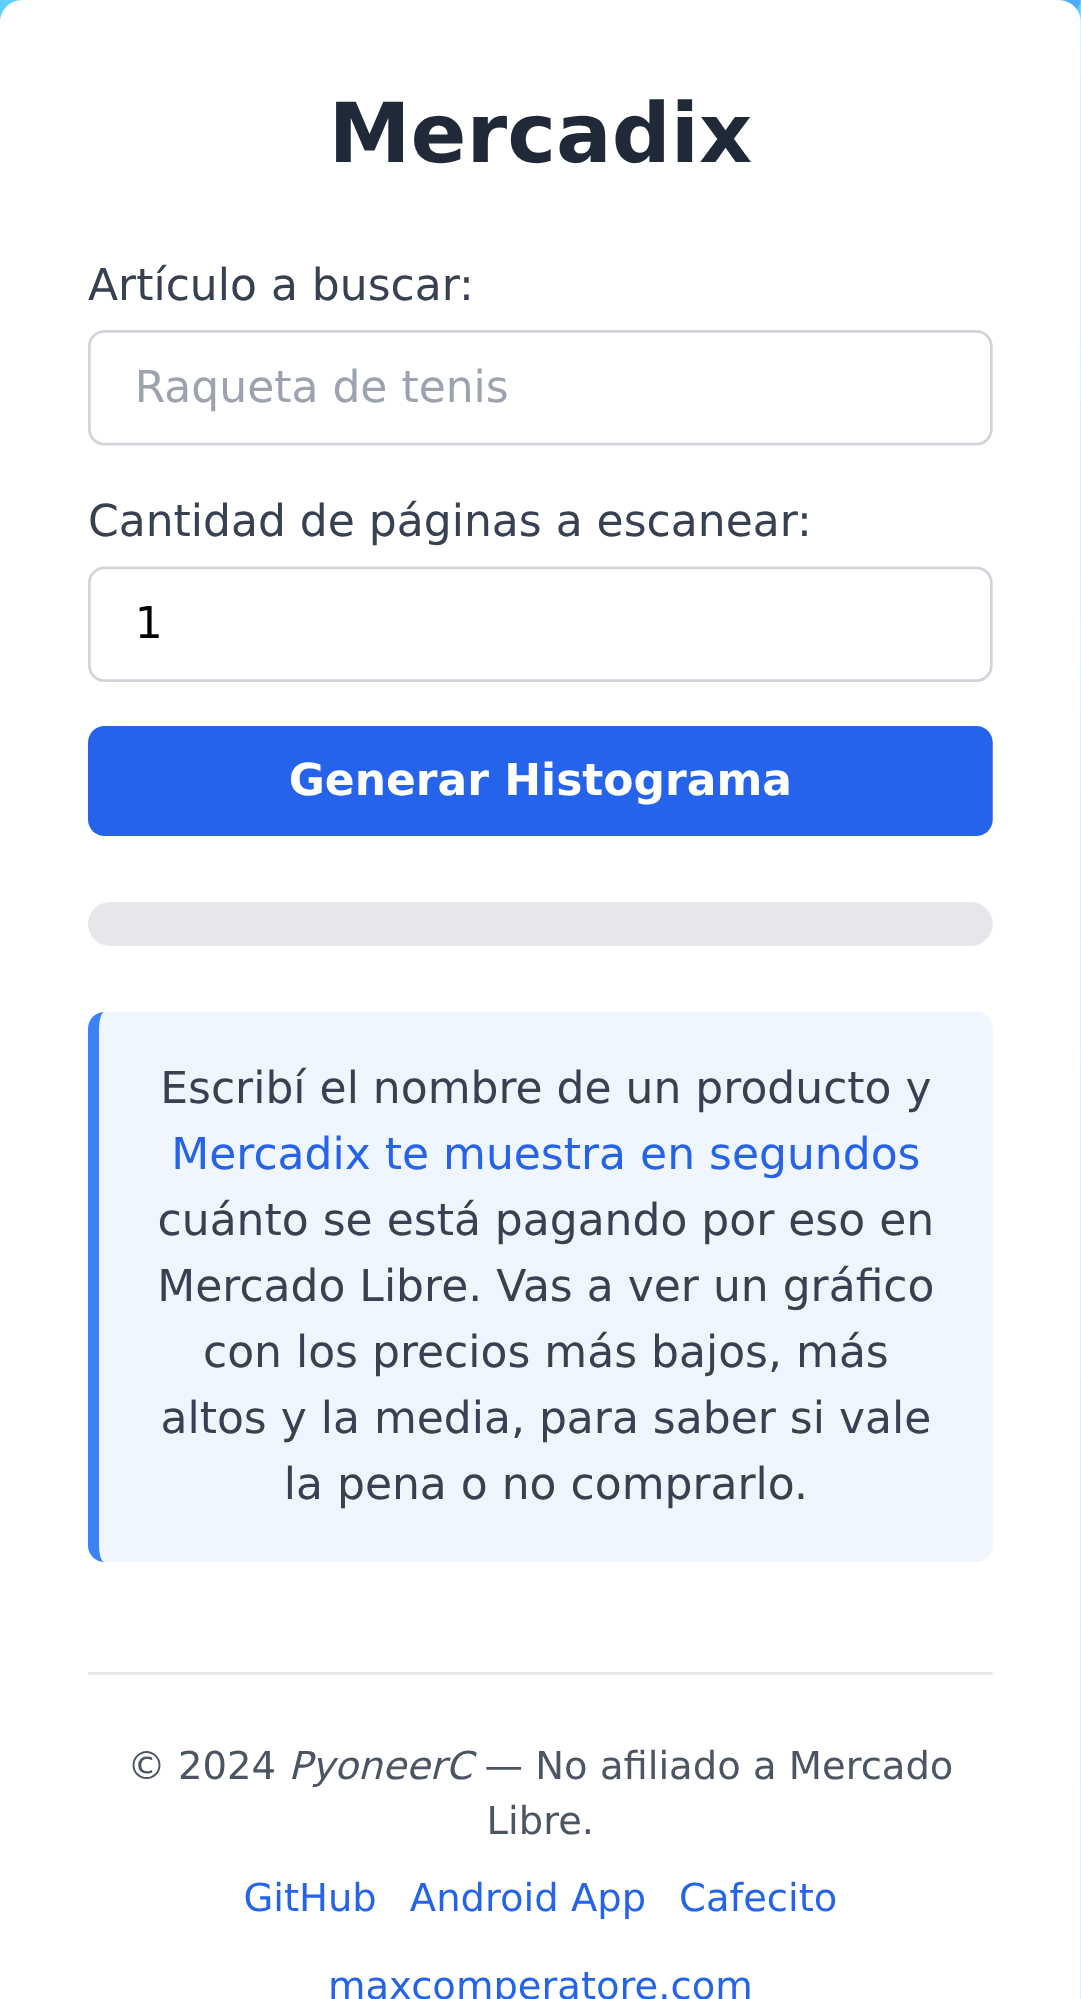 Mercadix
Artículo a buscar:
Raqueta de tenis
Cantidad de páginas a escanear:
1
Generar Histograma
Escribí el nombre de un producto y
Mercadix te muestra en segundos
cuánto se está pagando por eso en
Mercado Libre. Vas a ver un gráfico
con los precios más bajos, más
altos y la media, para saber si vale
la pena o no comprarlo.
© 2024 PyoneerC — No afiliado a Mercado
Libre.
GitHub Android App Cafecito
maxcomperatore.com